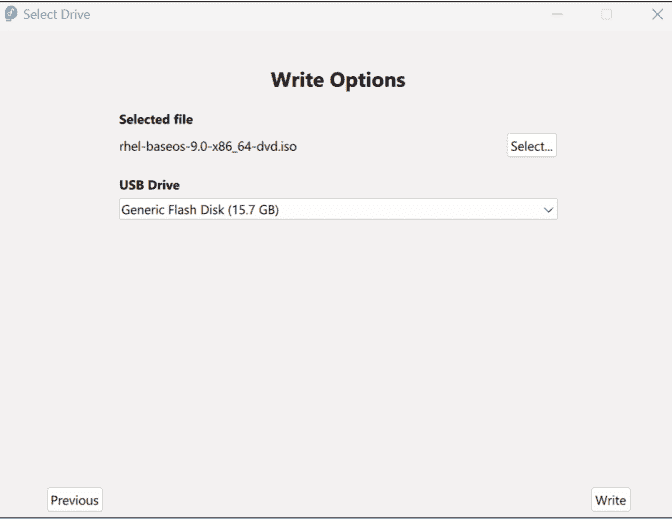 Select Drive
Write Options
Selected file
rhel-baseos-9.0-x86_64-dvd.iso
Select...
USB Drive
Generic Flash Disk (15.7 GB)
Previous
Write